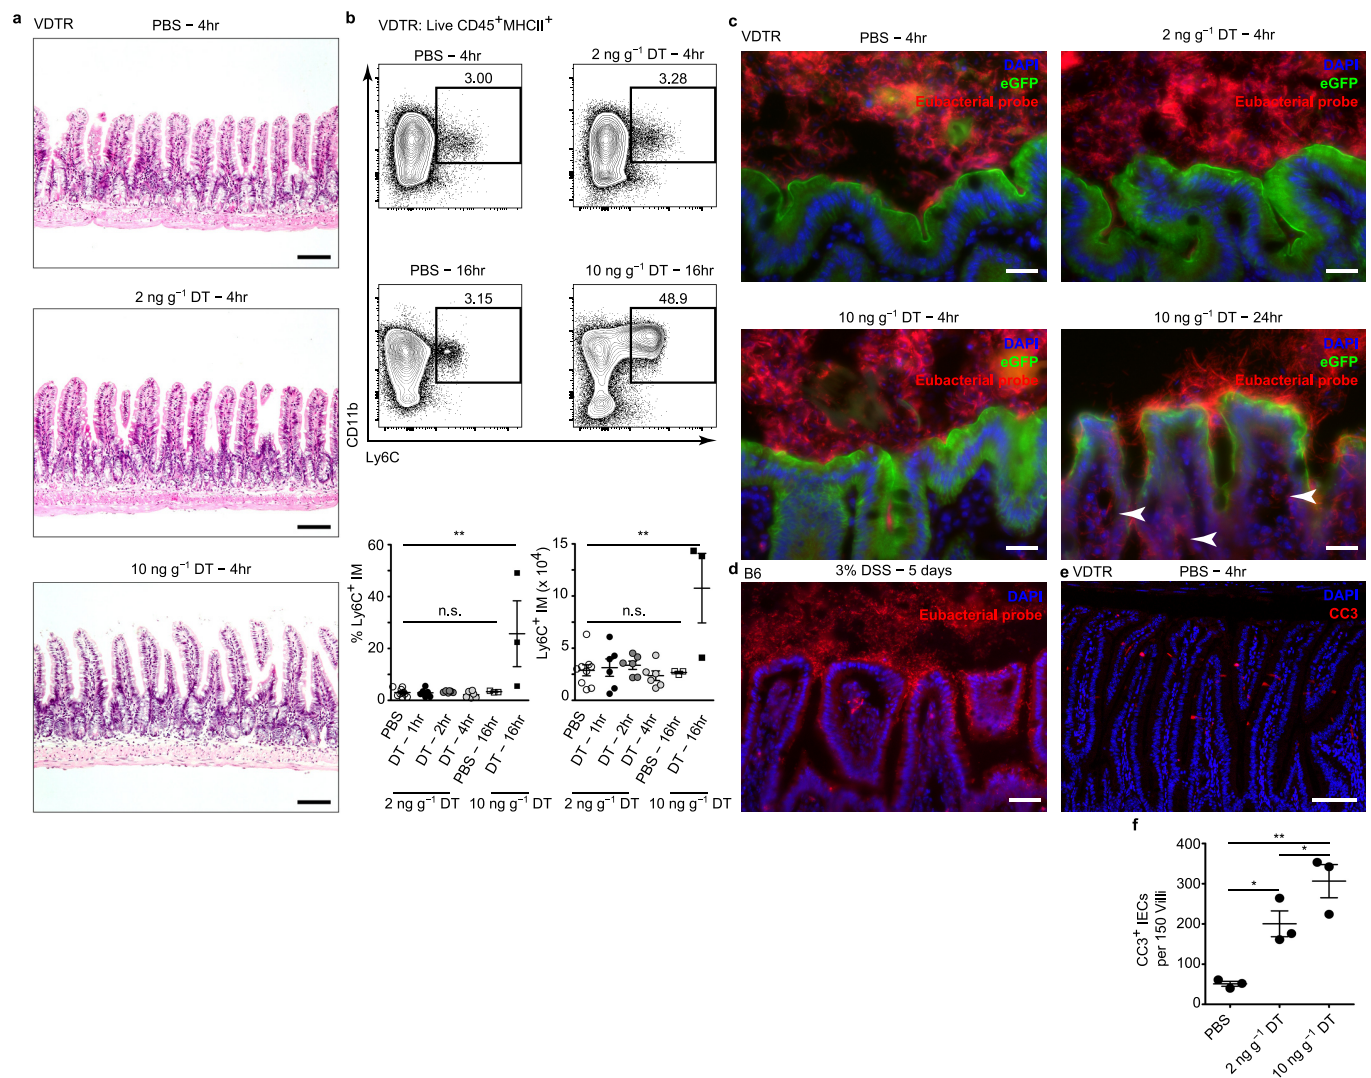 a
VDTR
PBS – 4hr
2 ng g⁻¹ DT – 4hr
10 ng g⁻¹ DT – 4hr
b
VDTR: Live CD45⁺MHCII⁺
PBS – 4hr
2 ng g⁻¹ DT – 4hr
3.00
3.28
PBS – 16hr
10 ng g⁻¹ DT – 16hr
3.15
48.9
CD11b
Ly6C
% Ly6C⁺ IM
60
40
20
0
**
n.s.
PBS
DT – 1hr
DT – 2hr
DT – 4hr
PBS – 16hr
DT – 16hr
2 ng g⁻¹ DT
10 ng g⁻¹ DT
Ly6C⁺ IM (x 10⁴)
15
10
5
0
**
n.s.
PBS
DT – 1hr
DT – 2hr
DT – 4hr
PBS – 16hr
DT – 16hr
2 ng g⁻¹ DT
10 ng g⁻¹ DT
c
VDTR
PBS – 4hr
DAPI
eGFP
Eubacterial probe
2 ng g⁻¹ DT – 4hr
DAPI
eGFP
Eubacterial probe
10 ng g⁻¹ DT – 4hr
DAPI
eGFP
Eubacterial probe
10 ng g⁻¹ DT – 24hr
DAPI
eGFP
Eubacterial probe
d
B6
3% DSS – 5 days
DAPI
Eubacterial probe
e
VDTR
PBS – 4hr
DAPI
CC3
f
CC3⁺ IECs
per 150 Villi
400
300
200
100
0
**
*
*
PBS
2 ng g⁻¹ DT
10 ng g⁻¹ DT